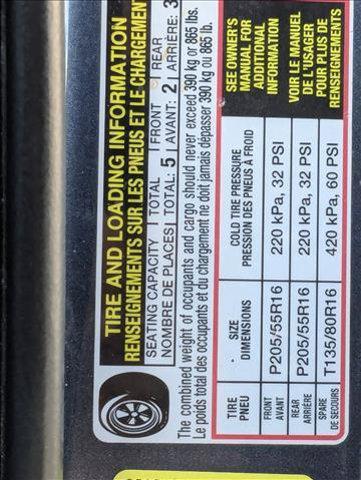 TIRE AND LOADING INFORMATION
RENSEIGNEMENTS SUR LES PNEUS ET LE CHARGEMENT
SEATING CAPACITY | TOTAL | FRONT | REAR
NOMBRE DE PLACES | TOTAL: 5 | AVANT: 2 | ARRIÈRE: 3
The combined weight of occupants and cargo should never exceed 390 kg or 865 lbs.
Le poids total des occupants et du chargement ne doit jamais dépasser 390 kg ou 865 lb.
TIRE SIZE COLD TIRE PRESSURE SEE OWNER'S
PNEU DIMENSIONS PRESSION DES PNEUS À FROID MANUAL FOR
ADDITIONAL
INFORMATION
FRONT P205/55R16 220 kPa, 32 PSI
AVANT
REAR P205/55R16 220 kPa, 32 PSI
ARRIÈRE
SPARE T135/80R16 420 kPa, 60 PSI
DE SECOURS
VOIR LE MANUEL
DE L'USAGER
POUR PLUS DE
RENSEIGNEMENTS